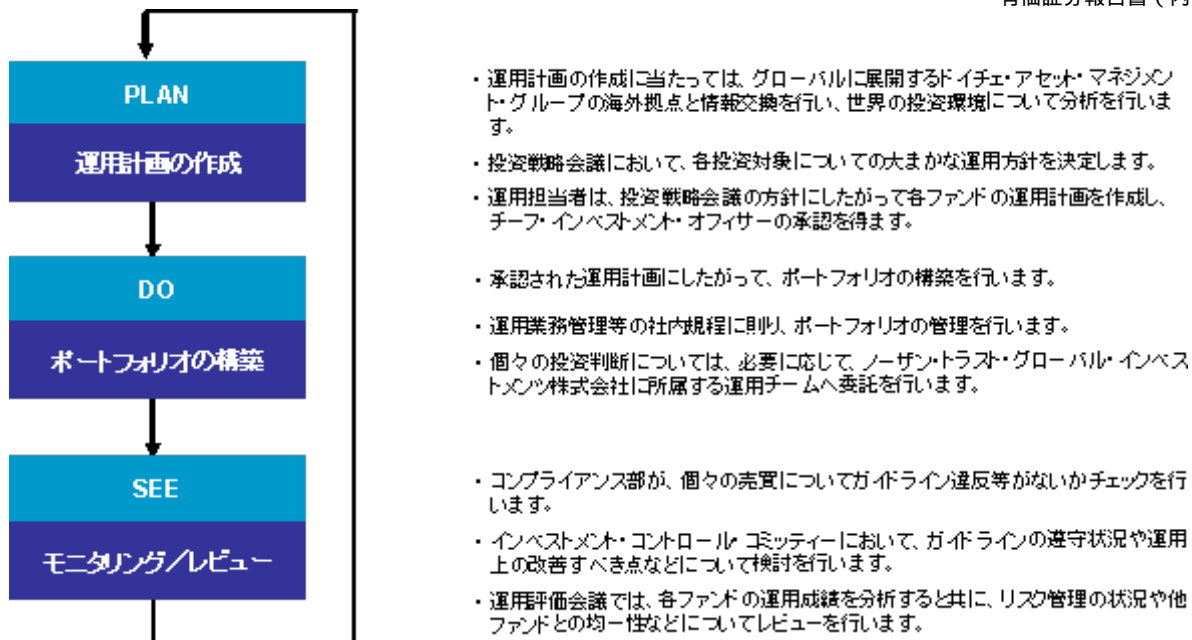 有価証券報告書（内
PLAN
運用計画の作成
・運用計画の作成に当たっては、グローバルに展開するドイチェ・アセット・マネジメン
ト・グループの海外拠点と情報交換を行い、世界の投資環境について分析を行いま
す。
・投資戦略会議において、各投資対象についての大まかな運用方針を決定します。
・運用担当者は、投資戦略会議の方針にしたがって各ファンドの運用計画を作成し、
チーフ・インベストメント・オフィサーの承認を得ます。
DO
ポートフォリオの構築
・承認された運用計画にしたがって、ポートフォリオの構築を行います。
・運用業務管理等の社内規程に則り、ポートフォリオの管理を行います。
・個々の投資判断については、必要に応じて、ノーザン・トラスト・グローバル・インベス
トメンツ株式会社に所属する運用チームへ委託を行います。
SEE
モニタリング／レビュー
・コンプライアンス部が、個々の売買についてガイドライン違反等がないかチェックを行
います。
・インベストメント・コントロール・コミッティーにおいて、ガイドラインの遵守状況や運用
上の改善すべき点などについて検討を行います。
・運用評価会議では、各ファンドの運用成績を分析すると共に、リスク管理の状況や他
ファンドとの均一性などについてレビューを行います。